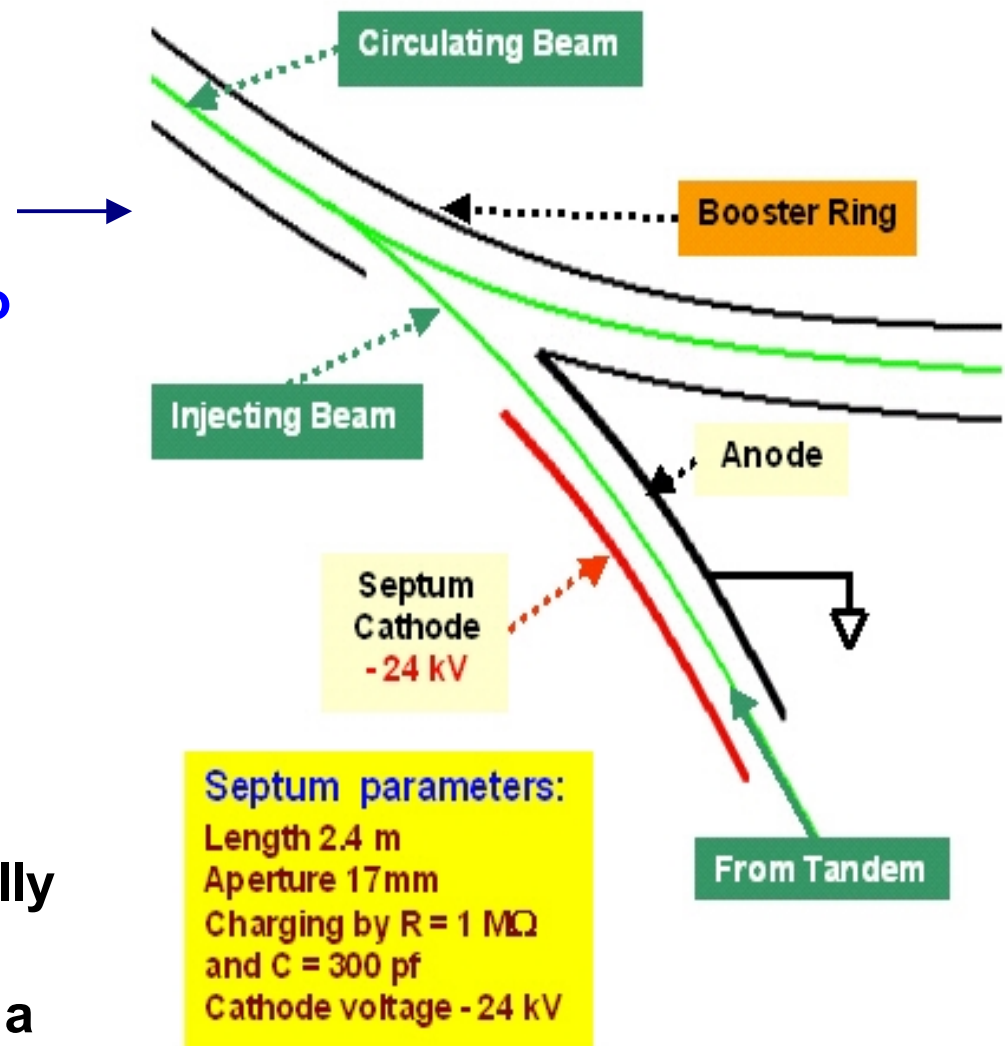 Circulating Beam
Booster Ring
Injecting Beam
Anode
Septum
Cathode
- 24 kV
Septum parameters:
Length 2.4 m
Aperture 17mm
Charging by R = 1 MΩ
and C = 300 pf
Cathode voltage - 24 kV
From Tandem
lly
a